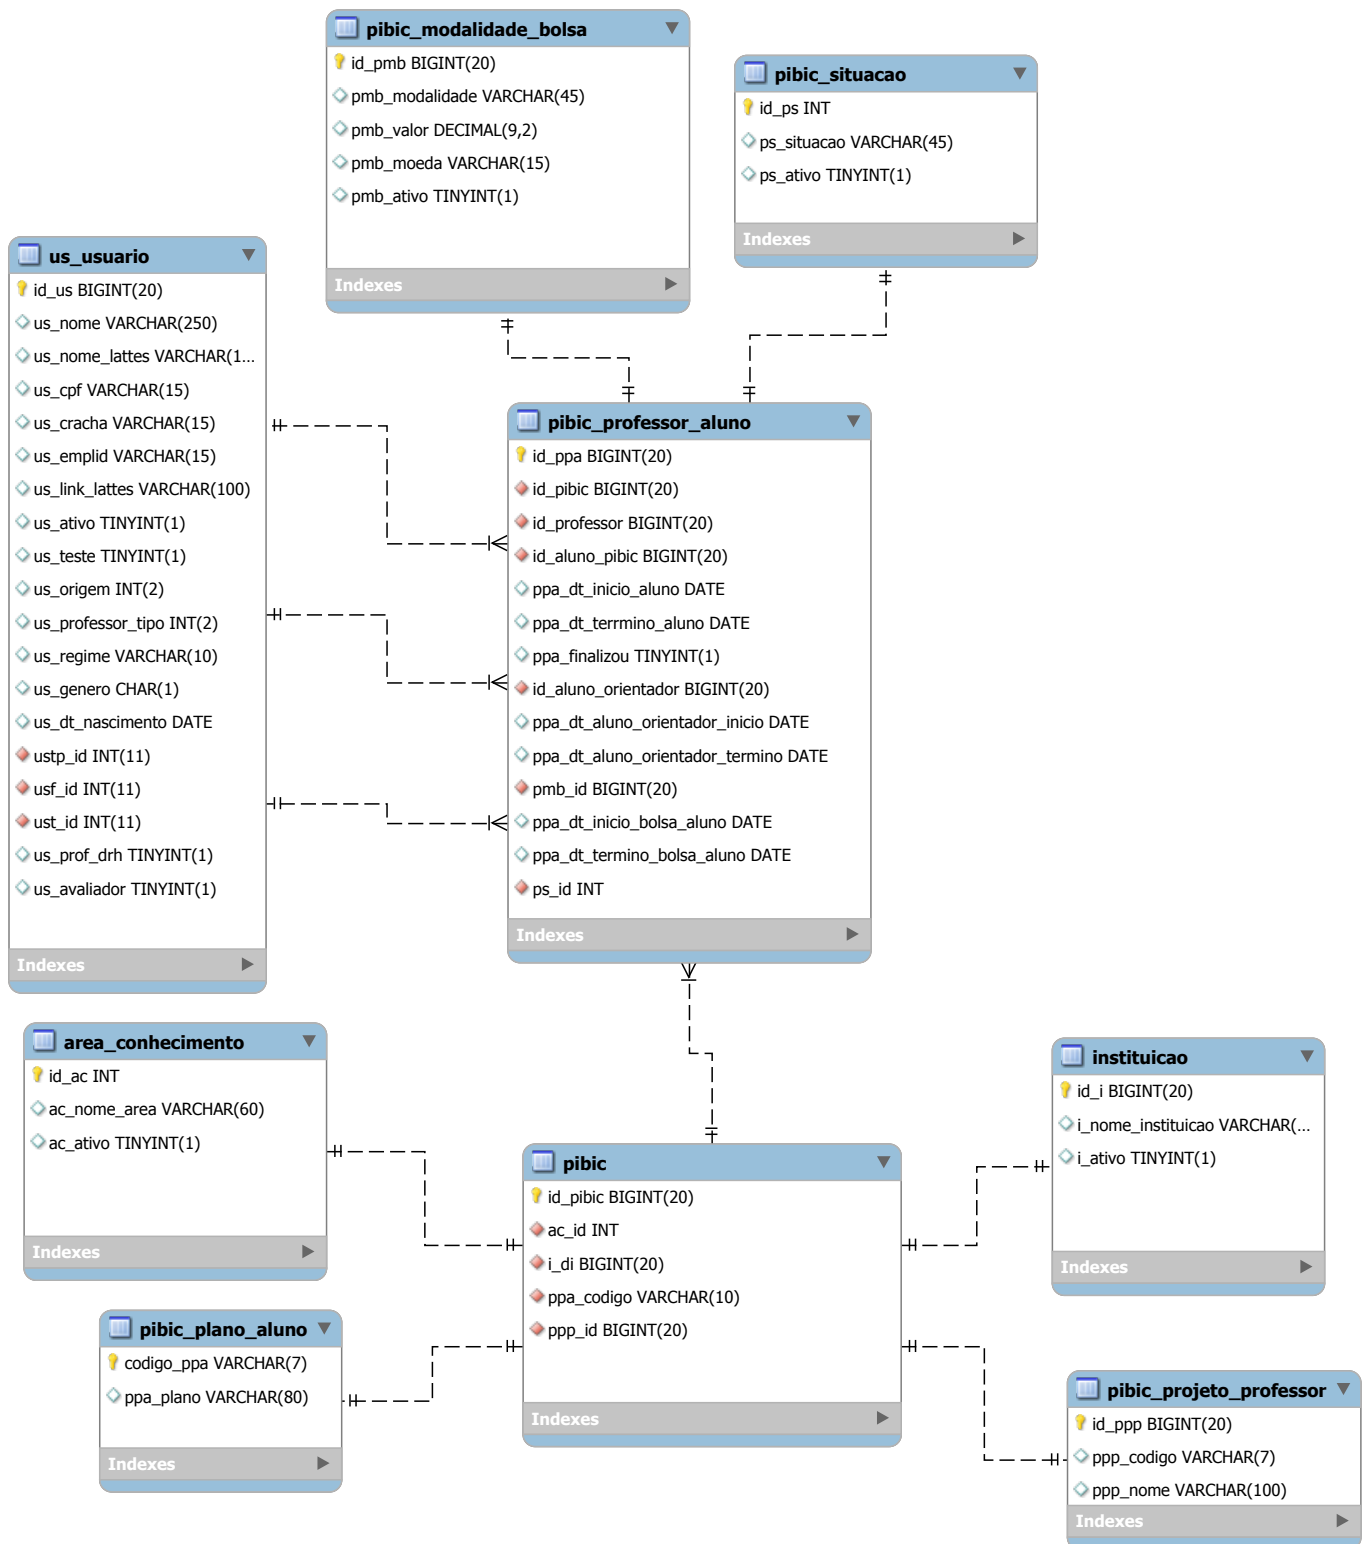 pibic_modalidade_bolsa
id_pmb BIGINT(20)
pmb_modalidade VARCHAR(45)
pmb_valor DECIMAL(9,2)
pmb_moeda VARCHAR(15)
pmb_ativo TINYINT(1)
Indexes
pibic_situacao
id_ps INT
ps_situacao VARCHAR(45)
ps_ativo TINYINT(1)
Indexes
us_usuario
id_us BIGINT(20)
us_nome VARCHAR(250)
us_nome_lattes VARCHAR(1...
us_cpf VARCHAR(15)
us_cracha VARCHAR(15)
us_emplid VARCHAR(15)
us_link_lattes VARCHAR(100)
us_ativo TINYINT(1)
us_teste TINYINT(1)
us_origem INT(2)
us_professor_tipo INT(2)
us_regime VARCHAR(10)
us_genero CHAR(1)
us_dt_nascimento DATE
ustp_id INT(11)
usf_id INT(11)
ust_id INT(11)
us_prof_drh TINYINT(1)
us_avaliador TINYINT(1)
Indexes
pibic_professor_aluno
id_ppa BIGINT(20)
id_pibic BIGINT(20)
id_professor BIGINT(20)
id_aluno_pibic BIGINT(20)
ppa_dt_inicio_aluno DATE
ppa_dt_terrmino_aluno DATE
ppa_finalizou TINYINT(1)
id_aluno_orientador BIGINT(20)
ppa_dt_aluno_orientador_inicio DATE
ppa_dt_aluno_orientador_termino DATE
pmb_id BIGINT(20)
ppa_dt_inicio_bolsa_aluno DATE
ppa_dt_termino_bolsa_aluno DATE
ps_id INT
Indexes
area_conhecimento
id_ac INT
ac_nome_area VARCHAR(60)
ac_ativo TINYINT(1)
Indexes
instituicao
id_i BIGINT(20)
i_nome_instituicao VARCHAR(...
i_ativo TINYINT(1)
Indexes
pibic
id_pibic BIGINT(20)
ac_id INT
i_di BIGINT(20)
ppa_codigo VARCHAR(10)
ppp_id BIGINT(20)
Indexes
pibic_plano_aluno
codigo_ppa VARCHAR(7)
ppa_plano VARCHAR(80)
Indexes
pibic_projeto_professor
id_ppp BIGINT(20)
ppp_codigo VARCHAR(7)
ppp_nome VARCHAR(100)
Indexes